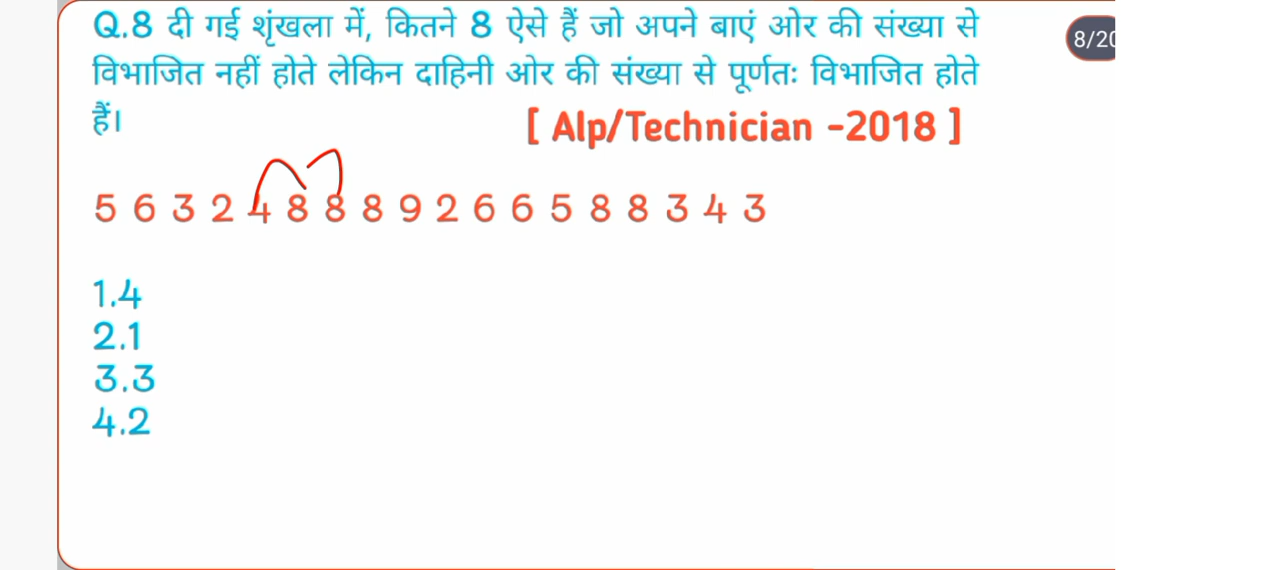 Q.8 दी गई शृंखला में, कितने 8 ऐसे हैं जो अपने बाएं ओर की संख्या से
8/20
विभाजित नहीं होते लेकिन दाहिनी ओर की संख्या से पूर्णतः विभाजित होते
हैं।
[ Alp/Technician -2018 ]
5 6 3 2 4 8 8 8 9 2 6 6 5 8 8 3 4 3
1.4
2.1
3.3
4.2